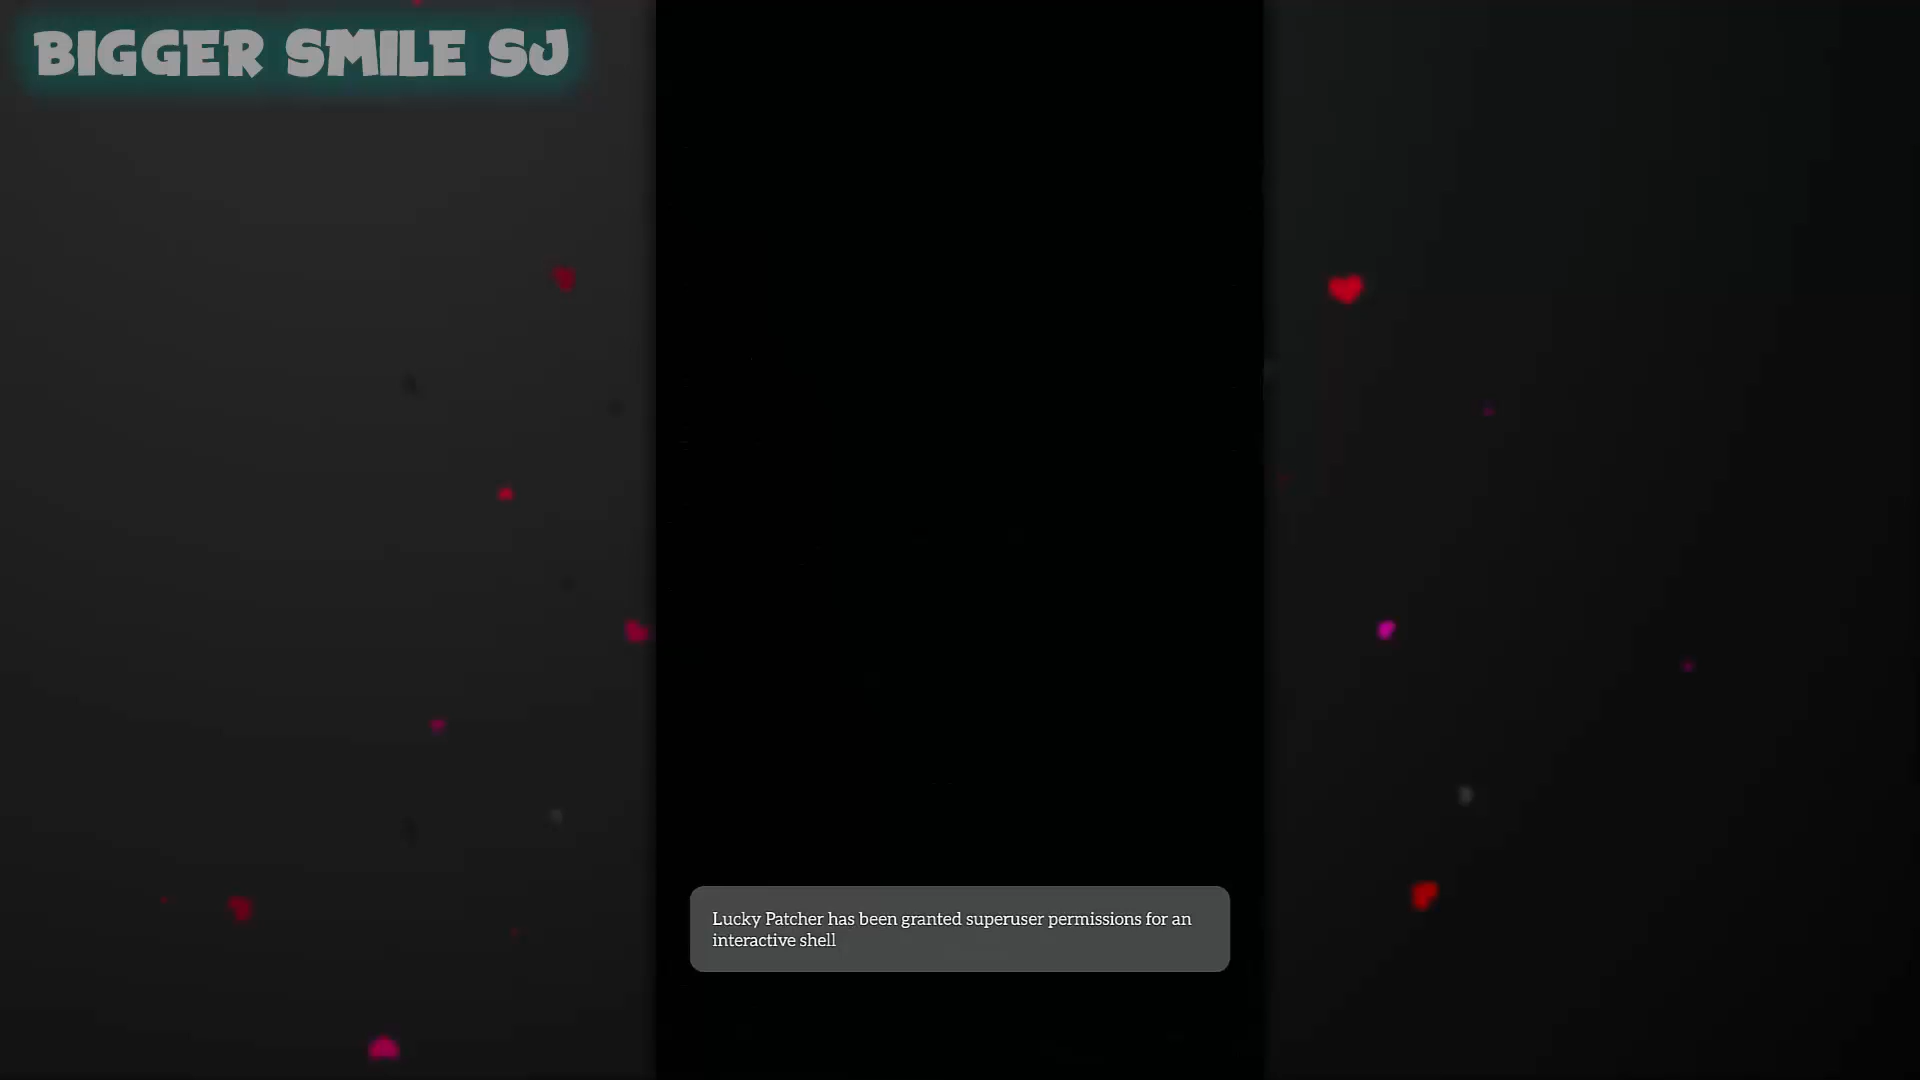 BIGGER SMILE SJ
Lucky Patcher has been granted superuser permissions for an
interactive shell